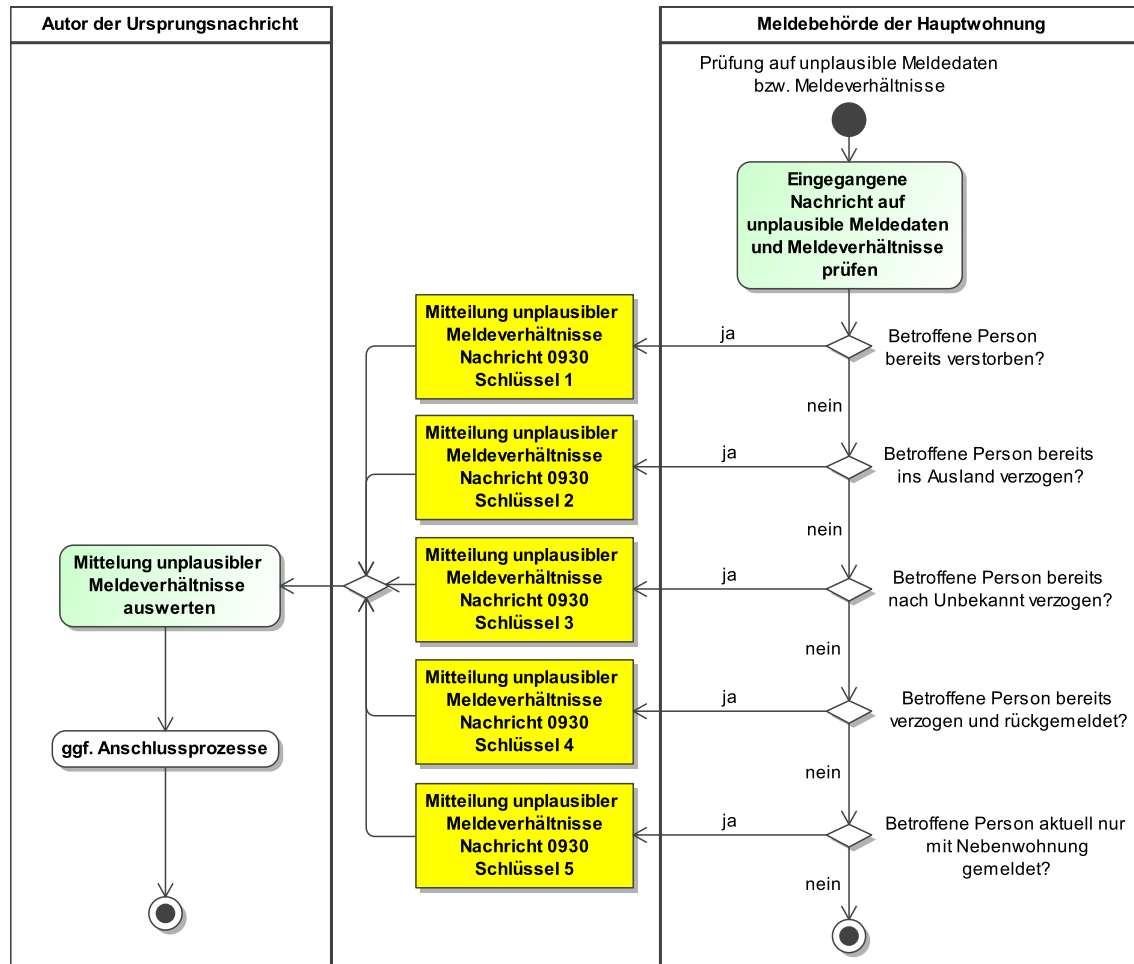 Autor der Ursprungsnachricht
Meldebehörde der Hauptwohnung
Prüfung auf unplausible Meldedaten
bzw. Meldeverhältnisse
Eingegangene
Nachricht auf
unplausible Meldedaten
und Meldeverhältnisse
prüfen
Mitteilung unplausibler
Meldeverhältnisse
Nachricht 0930
Schlüssel 1
ja
Betroffene Person
bereits verstorben?
nein
Mitteilung unplausibler
Meldeverhältnisse
Nachricht 0930
Schlüssel 2
ja
Betroffene Person bereits
ins Ausland verzogen?
nein
Mittelung unplausibler
Meldeverhältnisse
auswerten
Mitteilung unplausibler
Meldeverhältnisse
Nachricht 0930
Schlüssel 3
ja
Betroffene Person bereits
nach Unbekannt verzogen?
nein
Mitteilung unplausibler
Meldeverhältnisse
Nachricht 0930
Schlüssel 4
ja
Betroffene Person bereits
verzogen und rückgemeldet?
nein
ggf. Anschlussprozesse
Mitteilung unplausibler
Meldeverhältnisse
Nachricht 0930
Schlüssel 5
ja
Betroffene Person aktuell nur
mit Nebenwohnung
gemeldet?
nein